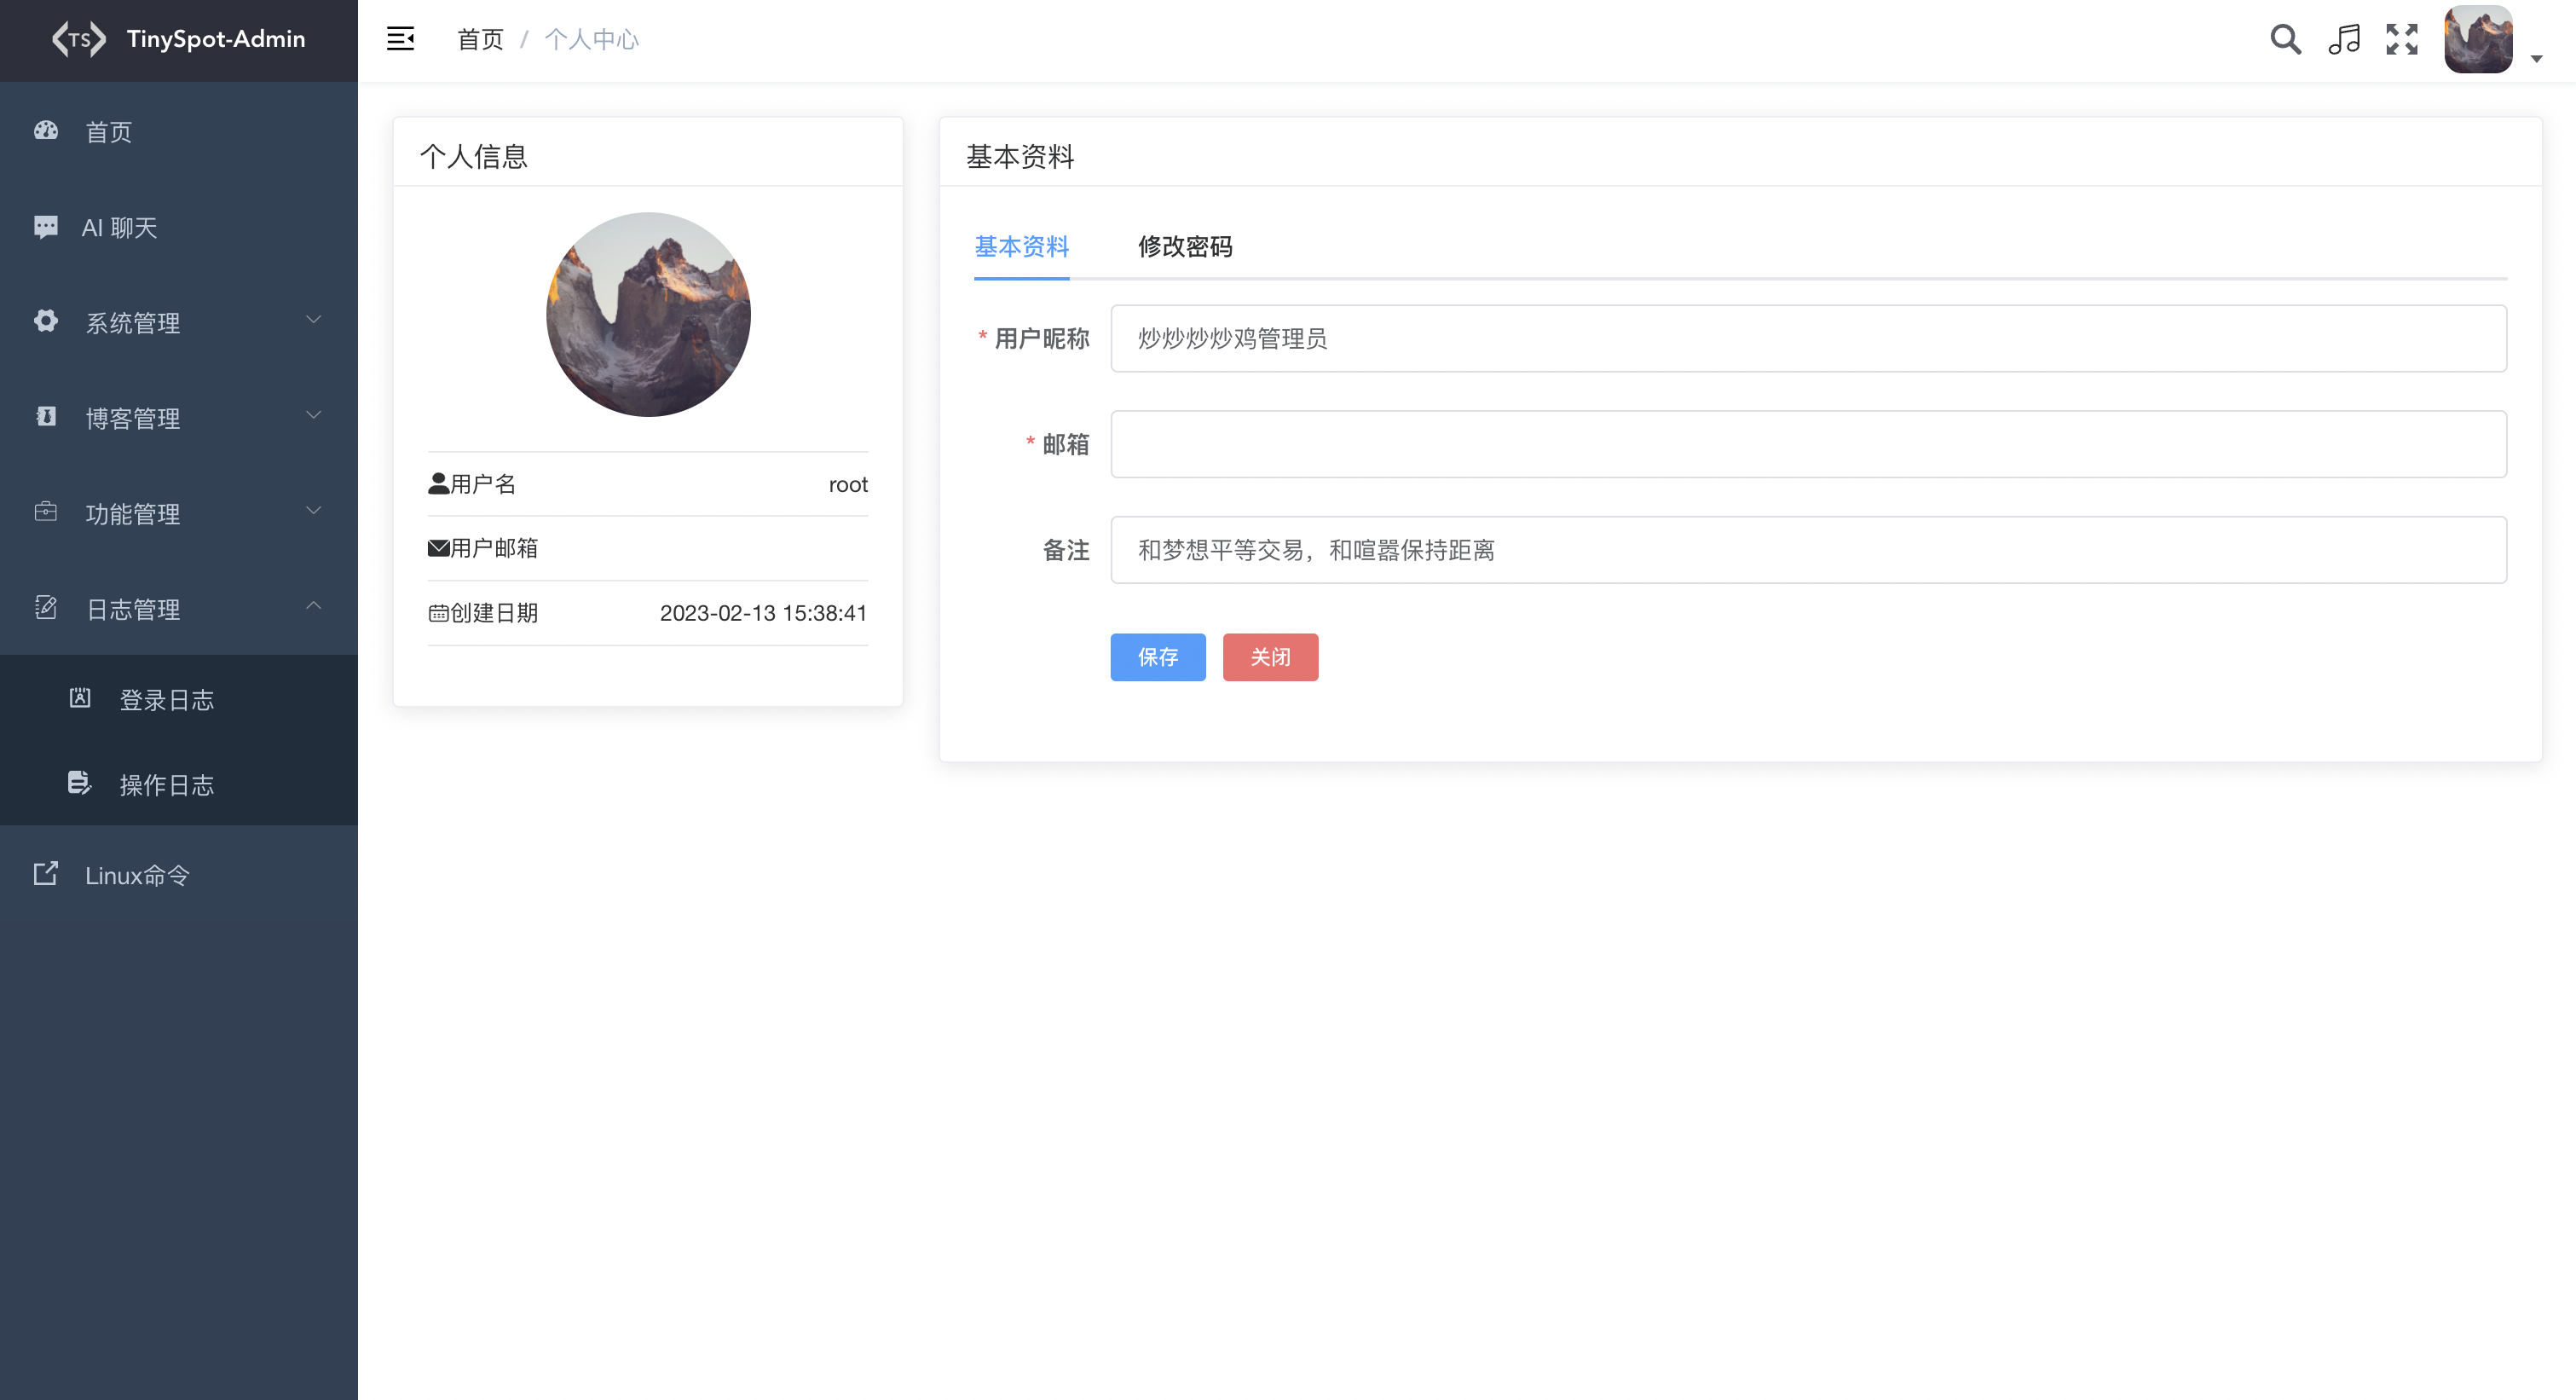 TS TinySpot-Admin
首页 / 个人中心
首页
AI 聊天
系统管理
博客管理
功能管理
日志管理
登录日志
操作日志
Linux命令
个人信息
用户名 root
用户邮箱
创建日期 2023-02-13 15:38:41
基本资料
基本资料 修改密码
* 用户昵称 炒炒炒炒鸡管理员
* 邮箱
备注 和梦想平等交易，和喧嚣保持距离
保存 关闭